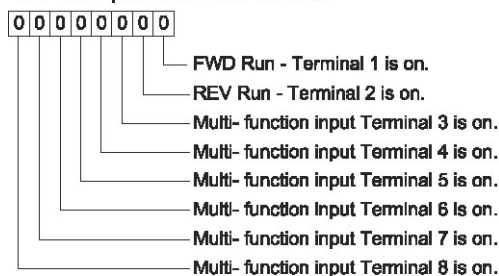 0 0 0 0 0 0 0 0
FWD Run - Terminal 1 is on.
REV Run - Terminal 2 is on.
Multi- function input Terminal 3 is on.
Multi- function input Terminal 4 is on.
Multi- function input Terminal 5 is on.
Multi- function input Terminal 6 is on.
Multi- function input Terminal 7 is on.
Multi- function input Terminal 8 is on.